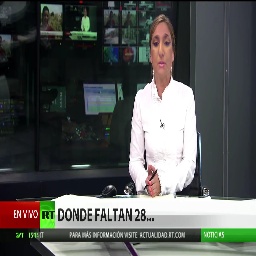 EN VIVO RT DONDE FALTAN 28...
PARA MÁS INFORMACIÓN VISITE ACTUALIDAD.RT.COM NOTICIAS